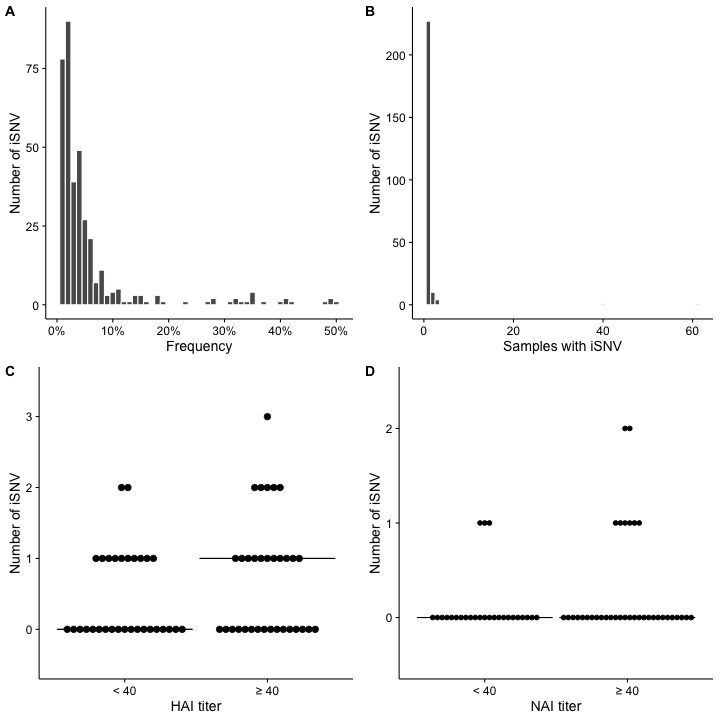 A
Number of iSNV
75
50
25
0
0% 10% 20% 30% 40% 50%
Frequency
B
Number of iSNV
200
150
100
50
0
0 20 40 60
Samples with iSNV
C
Number of iSNV
3
2
1
0
< 40 ≥ 40
HAI titer
D
Number of iSNV
2
1
0
< 40 ≥ 40
NAI titer